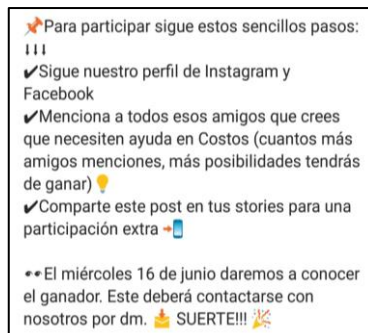 📌Para participar sigue estos sencillos pasos:
⭣⭣⭣
✔Sigue nuestro perfil de Instagram y
Facebook
✔Menciona a todos esos amigos que crees
que necesiten ayuda en Costos (cuantos más
amigos menciones, más posibilidades tendrás
de ganar)💡
✔Comparte este post en tus stories para una
participación extra 📲
👀El miércoles 16 de junio daremos a conocer
el ganador. Este deberá contactarse con
nosotros por dm. 📥 SUERTE!!! 🎉